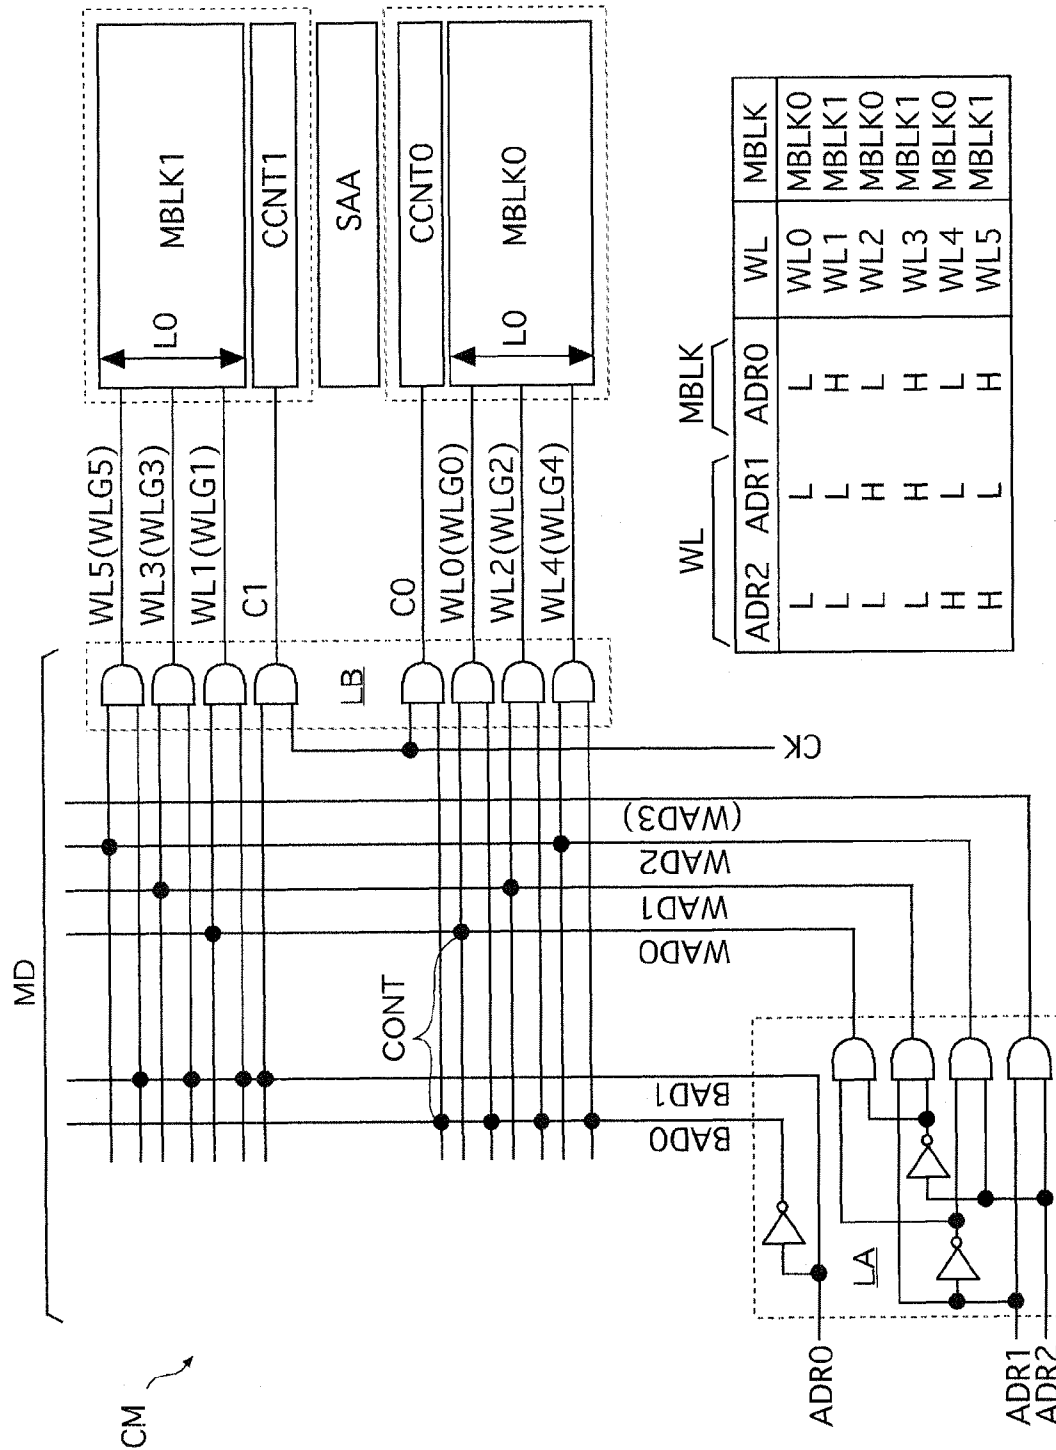 CM
MD
WL5(WLG5)
WL3(WLG3)
WL1(WLG1)
C1
C0
WL0(WLG0)
WL2(WLG2)
WL4(WLG4)
MBLK1
L0
CCNT1
SAA
CCNT0
MBLK0
L0
LB
CK
CONT
(WAD3)
WAD2
WAD1
WAD0
BAD1
BAD0
LA
ADR0
ADR1
ADR2
WL MBLK
ADR2 ADR1 ADR0 WL MBLK
L L L WL0 MBLK0
L L H WL1 MBLK1
L H L WL2 MBLK0
L H H WL3 MBLK1
H L L WL4 MBLK0
H L H WL5 MBLK1